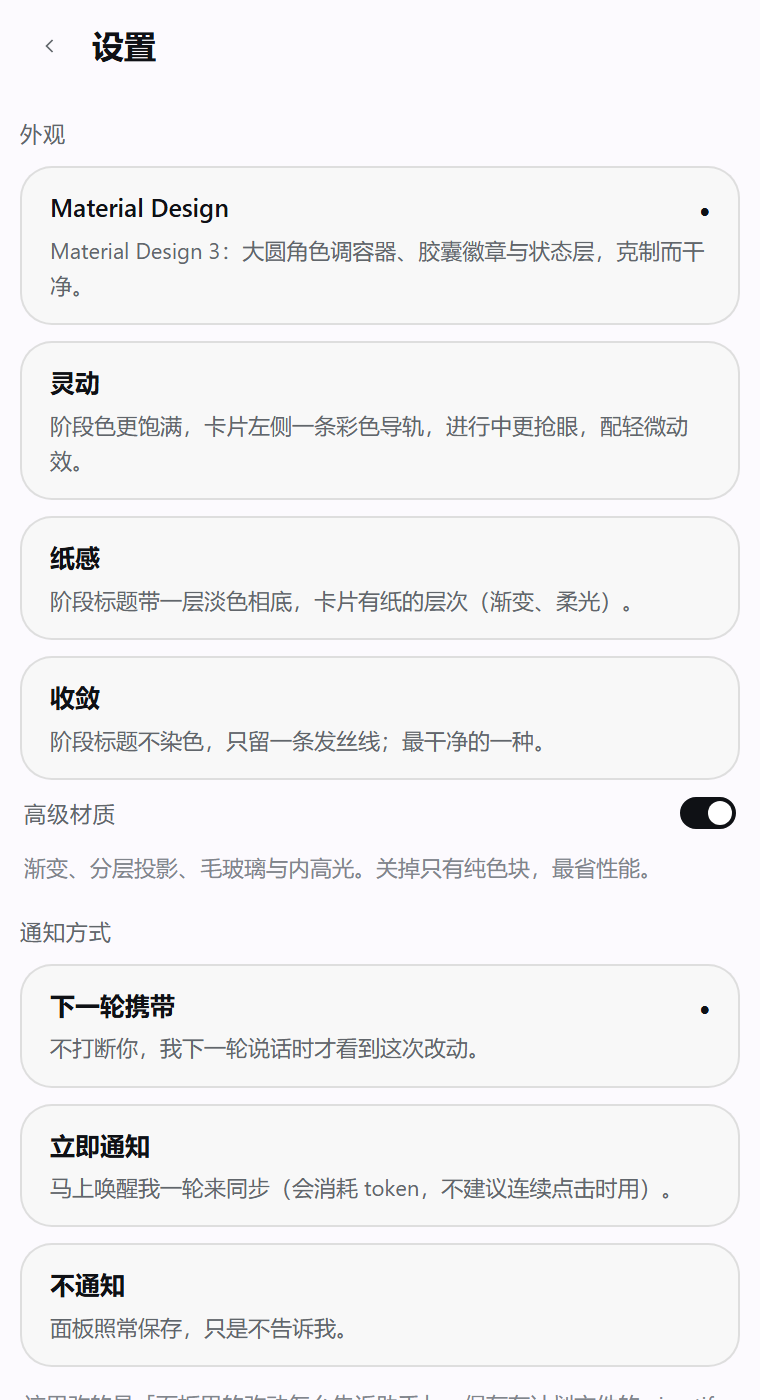 设置
外观
Material Design
Material Design 3：大圆角色调容器、胶囊徽章与状态层，克制而干
净。
灵动
阶段色更饱满，卡片左侧一条彩色导轨，进行中更抢眼，配轻微动
效。
纸感
阶段标题带一层淡色相底，卡片有纸的层次（渐变、柔光）。
收敛
阶段标题不染色，只留一条发丝线；最干净的一种。
高级材质
渐变、分层投影、毛玻璃与内高光。关掉只有纯色块，最省性能。
通知方式
下一轮携带
不打断你，我下一轮说话时才看到这次改动。
立即通知
马上唤醒我一轮来同步（会消耗 token，不建议连续点击时用）。
不通知
面板照常保存，只是不告诉我。